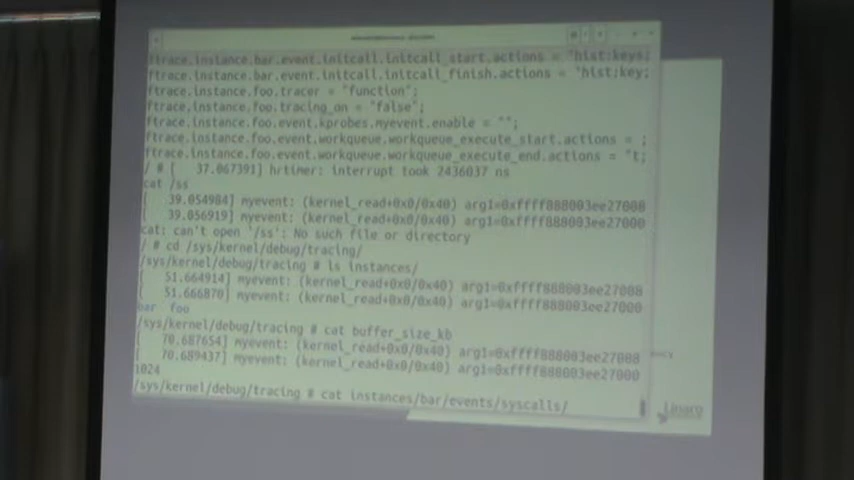 ftrace.instance.bar.event.initcall.initcall_start.actions = "hist:keys;
ftrace.instance.bar.event.initcall.initcall_finish.actions = "hist:key;
ftrace.instance.foo.tracer = "function";
ftrace.instance.foo.tracing_on = "false";
ftrace.instance.foo.event.kprobes.myevent.enable = "";
ftrace.instance.foo.event.workqueue.workqueue_execute_start.actions = ;
ftrace.instance.foo.event.workqueue.workqueue_execute_end.actions = "t;
/ # [   37.067391] hrtimer: interrupt took 2436037 ns
cat /ss
[   39.054984] myevent: (kernel_read+0x0/0x40) arg1=0xffff888003ee27008
[   39.056919] myevent: (kernel_read+0x0/0x40) arg1=0xffff888003ee27000
cat: can't open '/ss': No such file or directory
/ # cd /sys/kernel/debug/tracing/
/sys/kernel/debug/tracing # ls instances/
[   51.664914] myevent: (kernel_read+0x0/0x40) arg1=0xffff888003ee27008
[   51.666870] myevent: (kernel_read+0x0/0x40) arg1=0xffff888003ee27000
bar  foo
/sys/kernel/debug/tracing # cat buffer_size_kb
[   70.687654] myevent: (kernel_read+0x0/0x40) arg1=0xffff888003ee27008
[   70.689437] myevent: (kernel_read+0x0/0x40) arg1=0xffff888003ee27000
1024
/sys/kernel/debug/tracing # cat instances/bar/events/syscalls/
Linaro